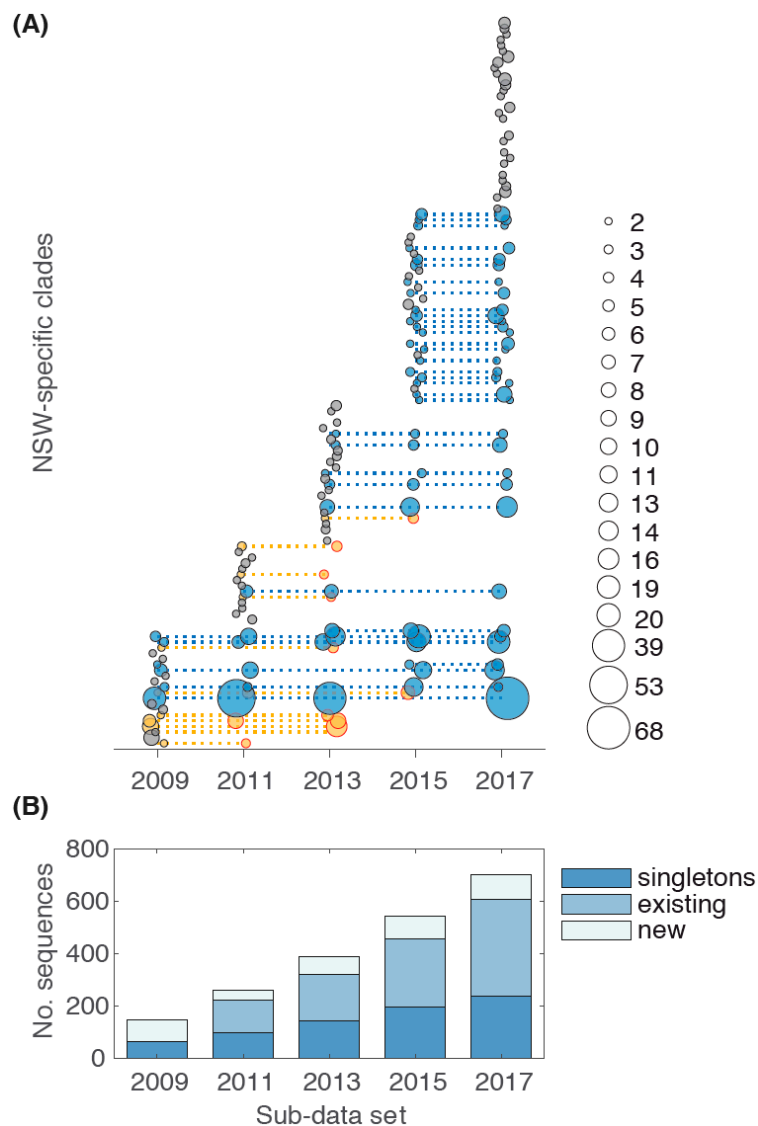 (A)
NSW-specific clades
2
3
4
5
6
7
8
9
10
11
13
14
16
19
20
39
53
68
2009 2011 2013 2015 2017
(B)
No. sequences
800
600
400
200
0
singletons
existing
new
2009 2011 2013 2015 2017
Sub-data set